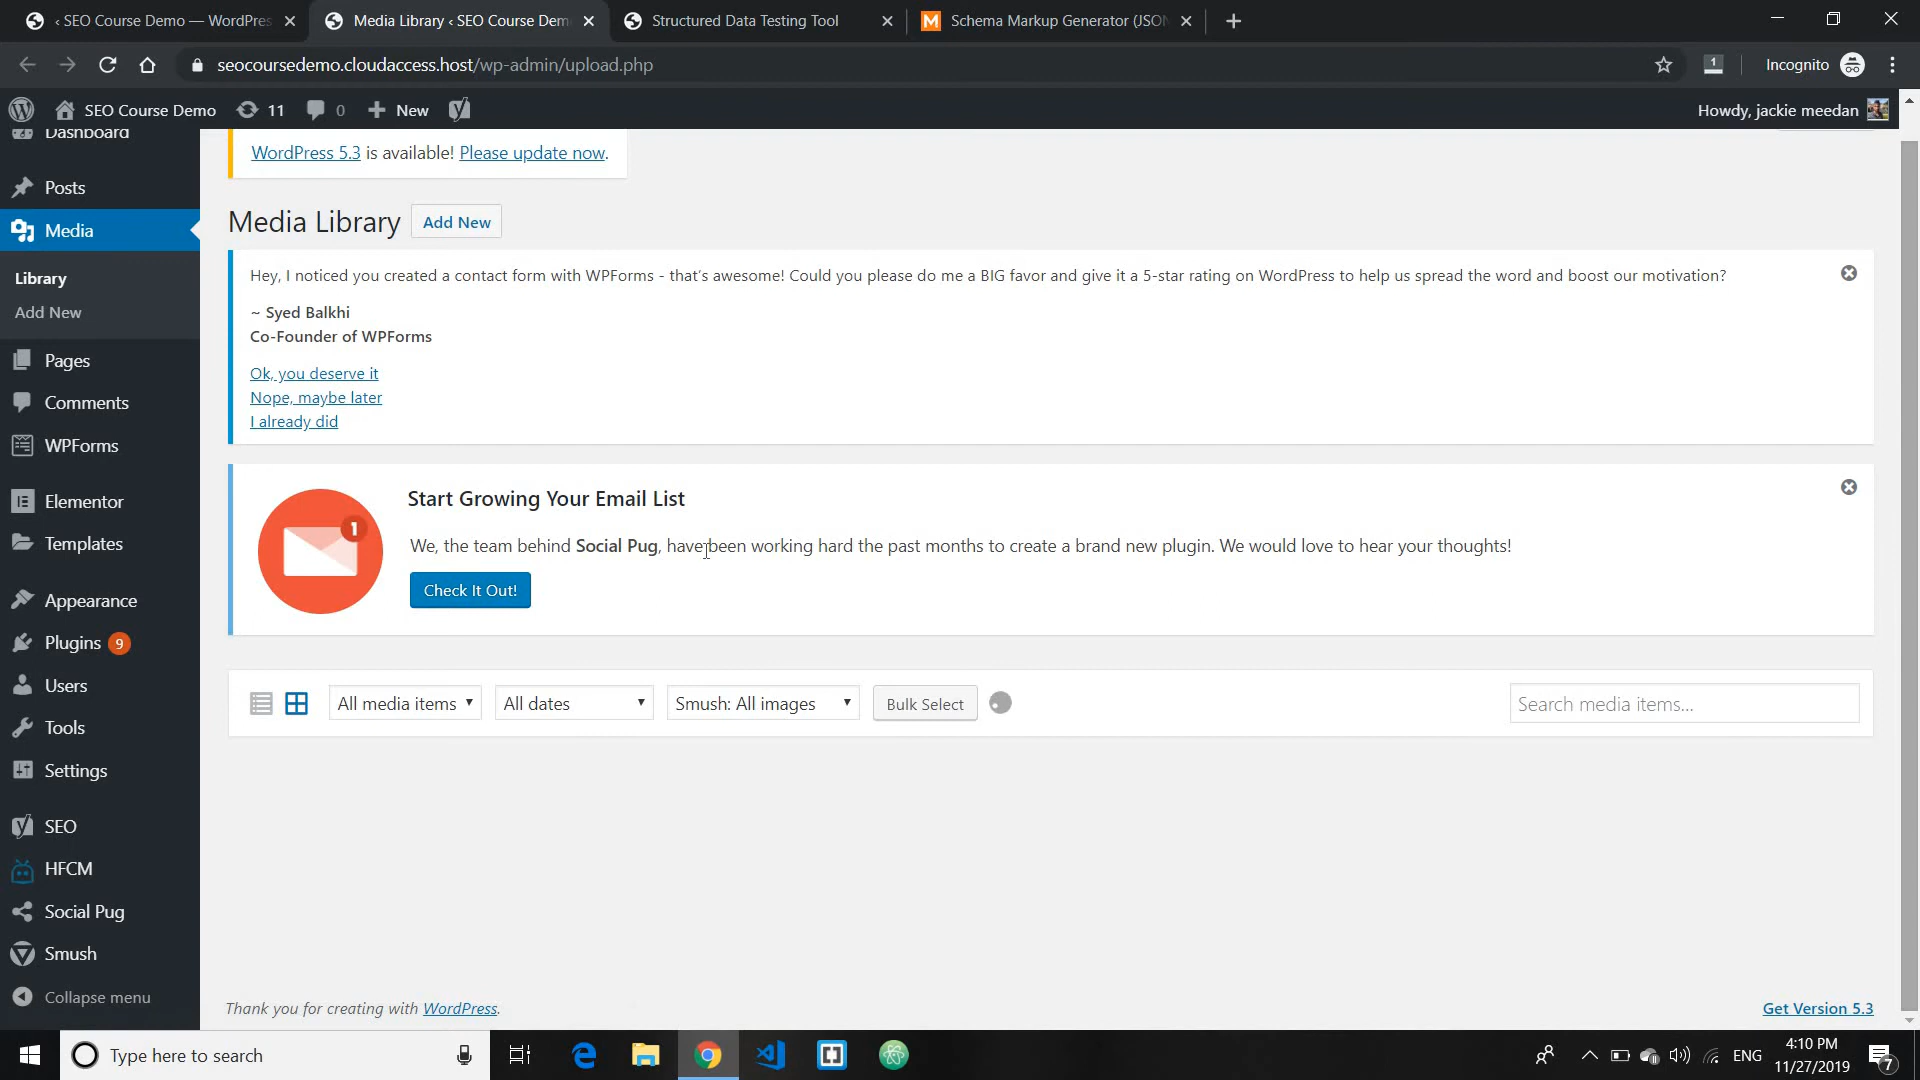 ‹ SEO Course Demo — WordPres
Media Library ‹ SEO Course Dem
Structured Data Testing Tool
Schema Markup Generator (JSON
seocoursedemo.cloudaccess.host/wp-admin/upload.php
1
Incognito
SEO Course Demo
11
0
New
Howdy, jackie meedan
Dashboard
Posts
Media
Library
Add New
Pages
Comments
WPForms
Elementor
Templates
Appearance
Plugins 9
Users
Tools
Settings
SEO
HFCM
Social Pug
Smush
Collapse menu
WordPress 5.3 is available! Please update now.
Media Library
Add New
Hey, I noticed you created a contact form with WPForms - that's awesome! Could you please do me a BIG favor and give it a 5-star rating on WordPress to help us spread the word and boost our motivation?
~ Syed Balkhi
Co-Founder of WPForms
Ok, you deserve it
Nope, maybe later
I already did
1
Start Growing Your Email List
We, the team behind Social Pug, have been working hard the past months to create a brand new plugin. We would love to hear your thoughts!
Check It Out!
All media items
All dates
Smush: All images
Bulk Select
Search media items...
Thank you for creating with WordPress.
Get Version 5.3
Type here to search
ENG
4:10 PM
11/27/2019
7